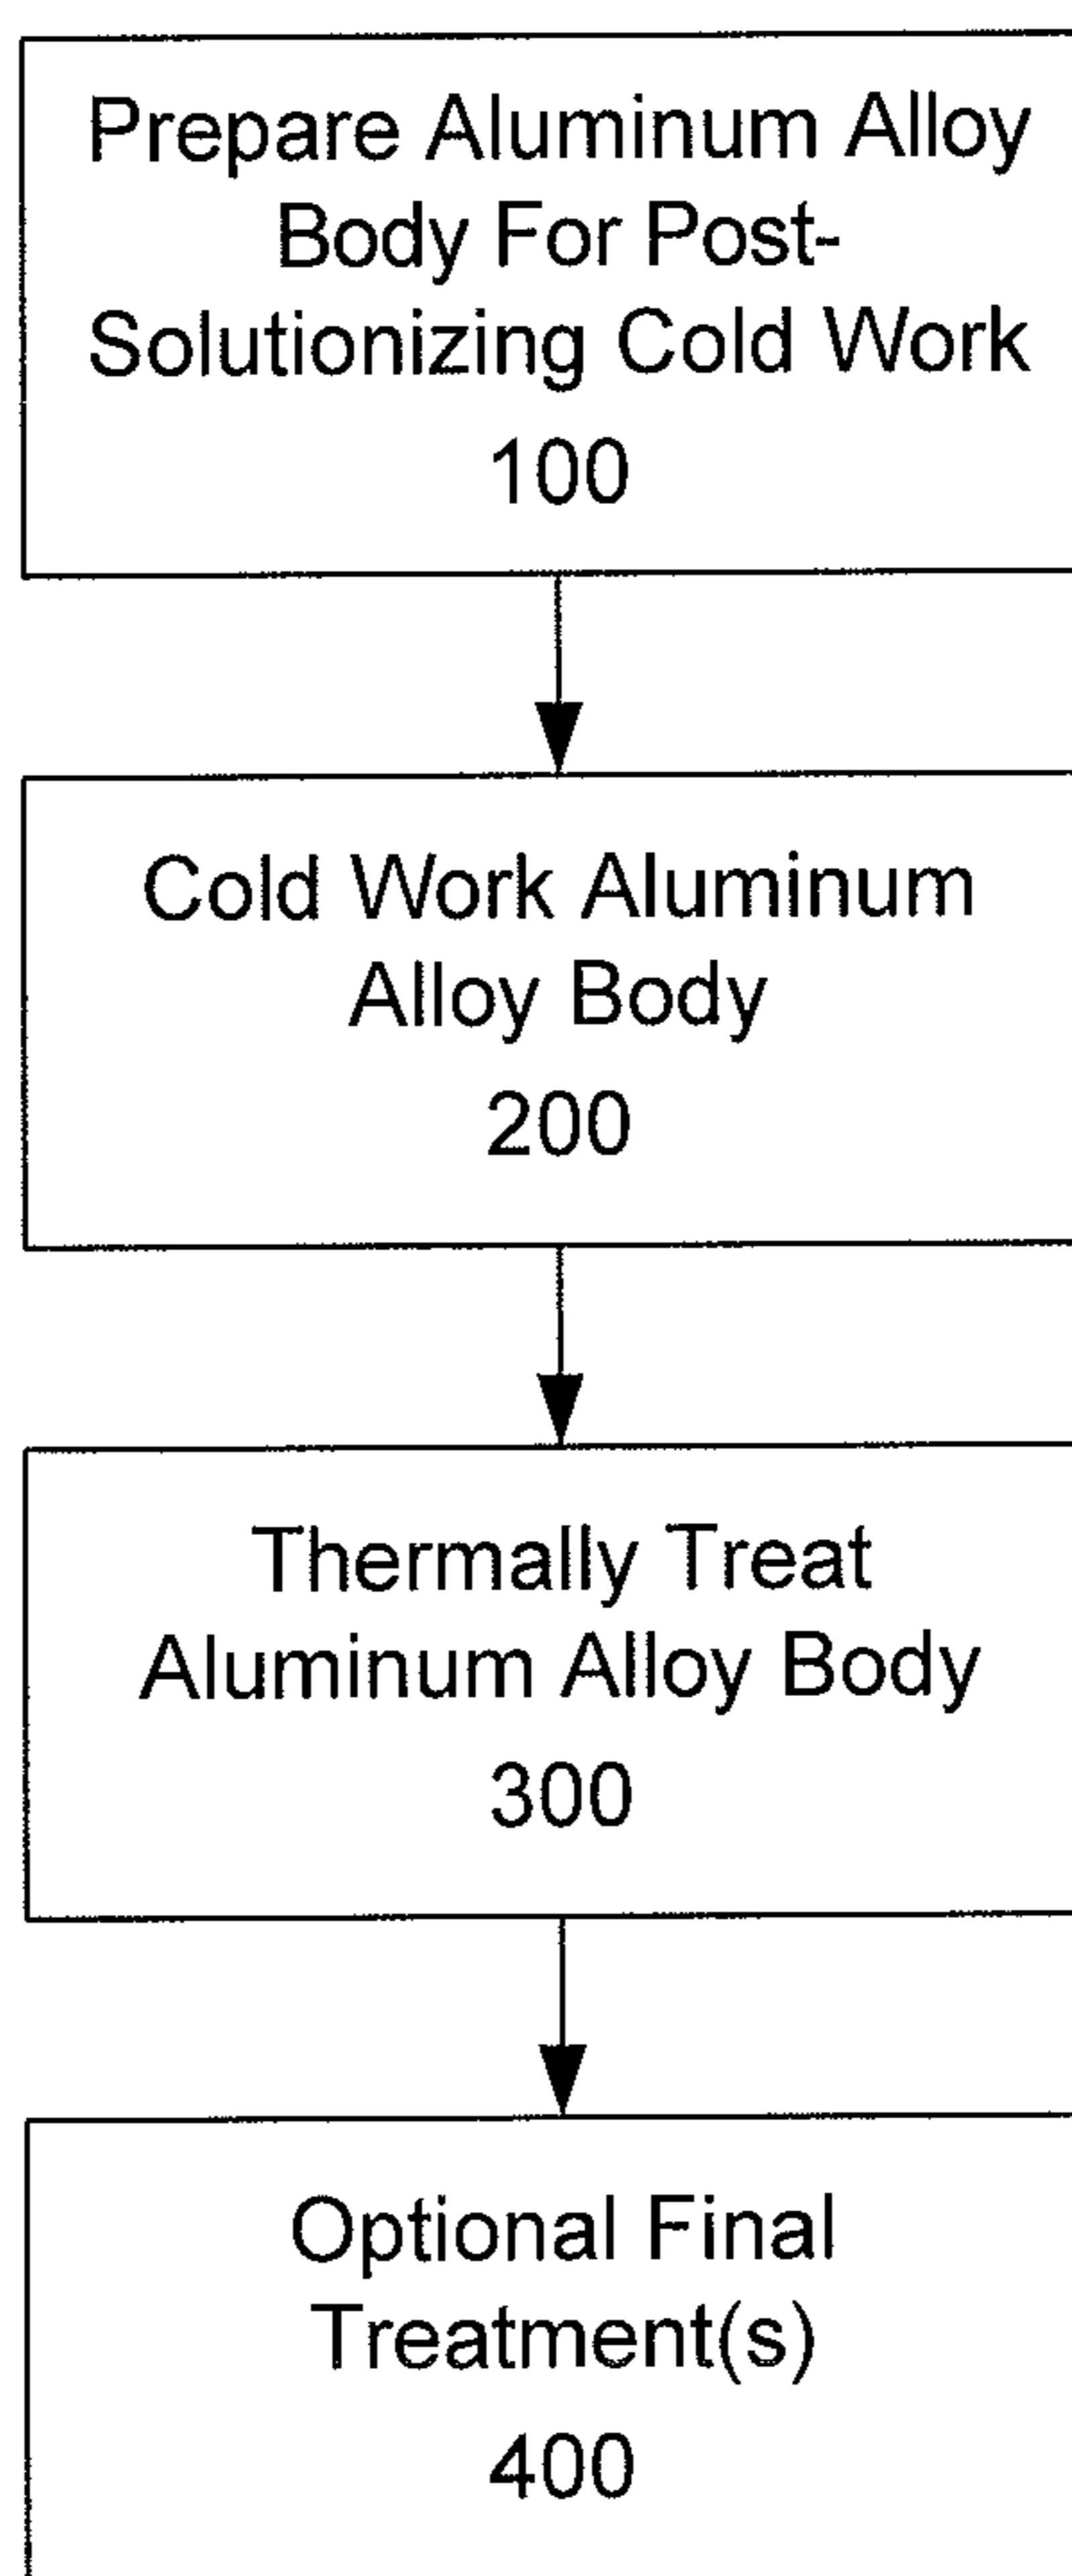 Prepare Aluminum Alloy
Body For Post-
Solutionizing Cold Work
100
Cold Work Aluminum
Alloy Body
200
Thermally Treat
Aluminum Alloy Body
300
Optional Final
Treatment(s)
400